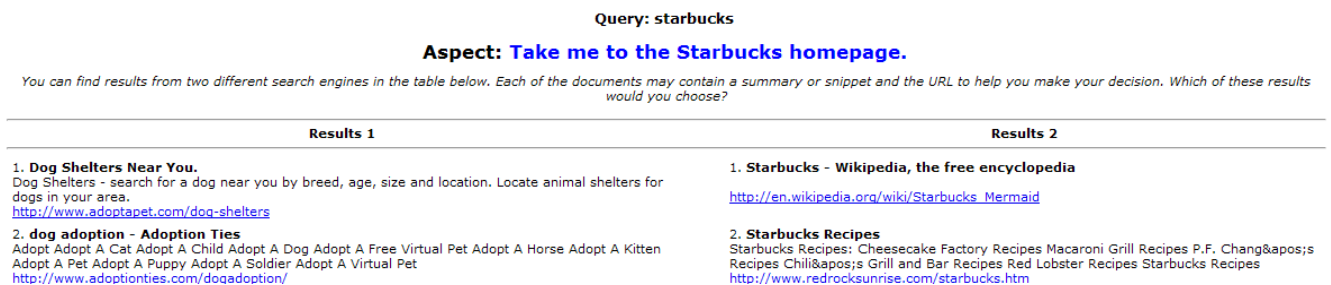 Query: starbucks
Aspect: Take me to the Starbucks homepage.
You can find results from two different search engines in the table below. Each of the documents may contain a summary or snippet and the URL to help you make your decision. Which of these results
would you choose?
Results 1
Results 2
1. Dog Shelters Near You.
Dog Shelters - search for a dog near you by breed, age, size and location. Locate animal shelters for
dogs in your area.
http://www.adoptapet.com/dog-shelters
2. dog adoption - Adoption Ties
Adopt Adopt A Cat Adopt A Child Adopt A Dog Adopt A Free Virtual Pet Adopt A Horse Adopt A Kitten
Adopt A Pet Adopt A Puppy Adopt A Soldier Adopt A Virtual Pet
http://www.adoptionties.com/dogadoption/
1. Starbucks - Wikipedia, the free encyclopedia
http://en.wikipedia.org/wiki/Starbucks_Mermaid
2. Starbucks Recipes
Starbucks Recipes: Cheesecake Factory Recipes Macaroni Grill Recipes P.F. Chang&apos;s
Recipes Chili&apos;s Grill and Bar Recipes Red Lobster Recipes Starbucks Recipes
http://www.redrocksunrise.com/starbucks.htm